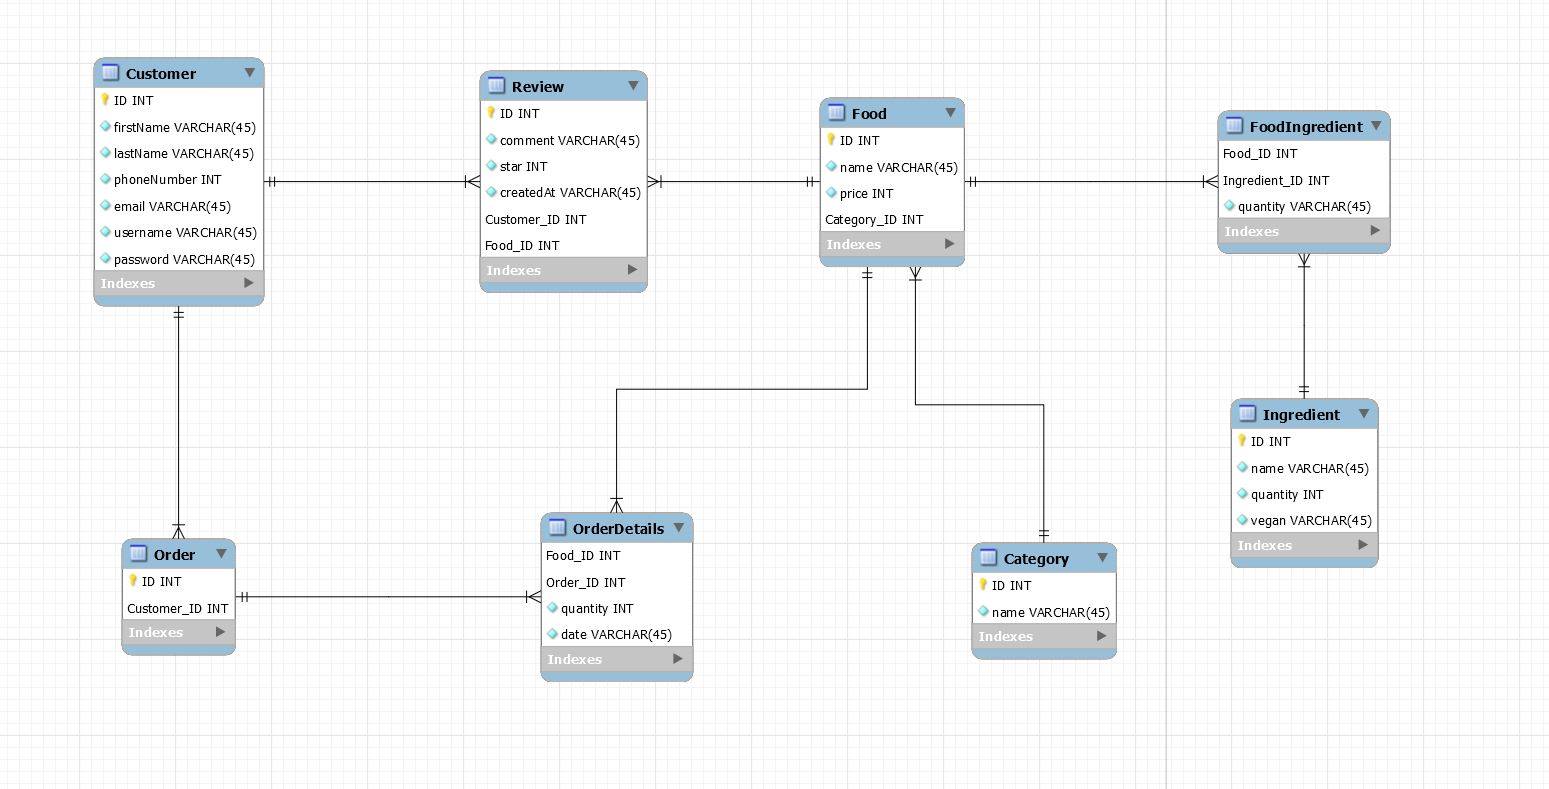 Customer
ID INT
firstName VARCHAR(45)
lastName VARCHAR(45)
phoneNumber INT
email VARCHAR(45)
username VARCHAR(45)
password VARCHAR(45)
Indexes
Review
ID INT
comment VARCHAR(45)
star INT
createdAt VARCHAR(45)
Customer_ID INT
Food_ID INT
Indexes
Food
ID INT
name VARCHAR(45)
price INT
Category_ID INT
Indexes
FoodIngredient
Food_ID INT
Ingredient_ID INT
quantity VARCHAR(45)
Indexes
Ingredient
ID INT
name VARCHAR(45)
quantity INT
vegan VARCHAR(45)
Indexes
Order
ID INT
Customer_ID INT
Indexes
OrderDetails
Food_ID INT
Order_ID INT
quantity INT
date VARCHAR(45)
Indexes
Category
ID INT
name VARCHAR(45)
Indexes